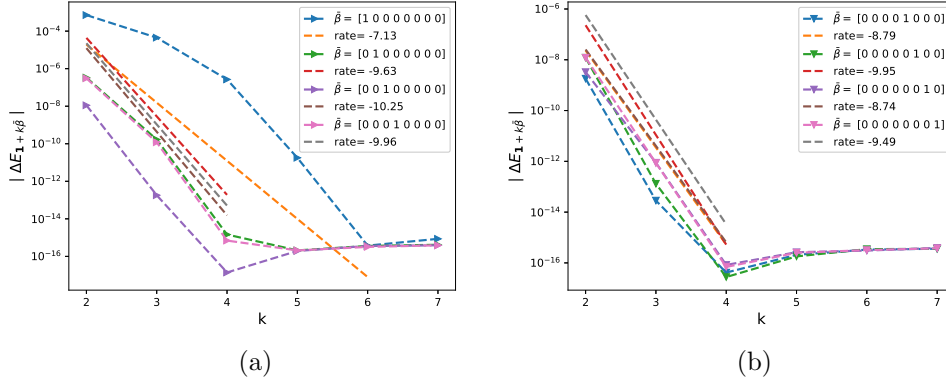 10⁻⁴
10⁻⁶
10⁻⁸
10⁻¹⁰
10⁻¹²
10⁻¹⁴
10⁻¹⁶
| ΔE₁₊ₖβ̄ |
2 3 4 5 6 7
k
β̄ = [1 0 0 0 0 0 0 0]
rate= -7.13
β̄ = [0 1 0 0 0 0 0 0]
rate= -9.63
β̄ = [0 0 1 0 0 0 0 0]
rate= -10.25
β̄ = [0 0 0 1 0 0 0 0]
rate= -9.96
(a)
10⁻⁶
10⁻⁸
10⁻¹⁰
10⁻¹²
10⁻¹⁴
10⁻¹⁶
| ΔE₁₊ₖβ̄ |
2 3 4 5 6 7
k
β̄ = [0 0 0 0 1 0 0 0]
rate= -8.79
β̄ = [0 0 0 0 0 1 0 0]
rate= -9.95
β̄ = [0 0 0 0 0 0 1 0]
rate= -8.74
β̄ = [0 0 0 0 0 0 0 1]
rate= -9.49
(b)